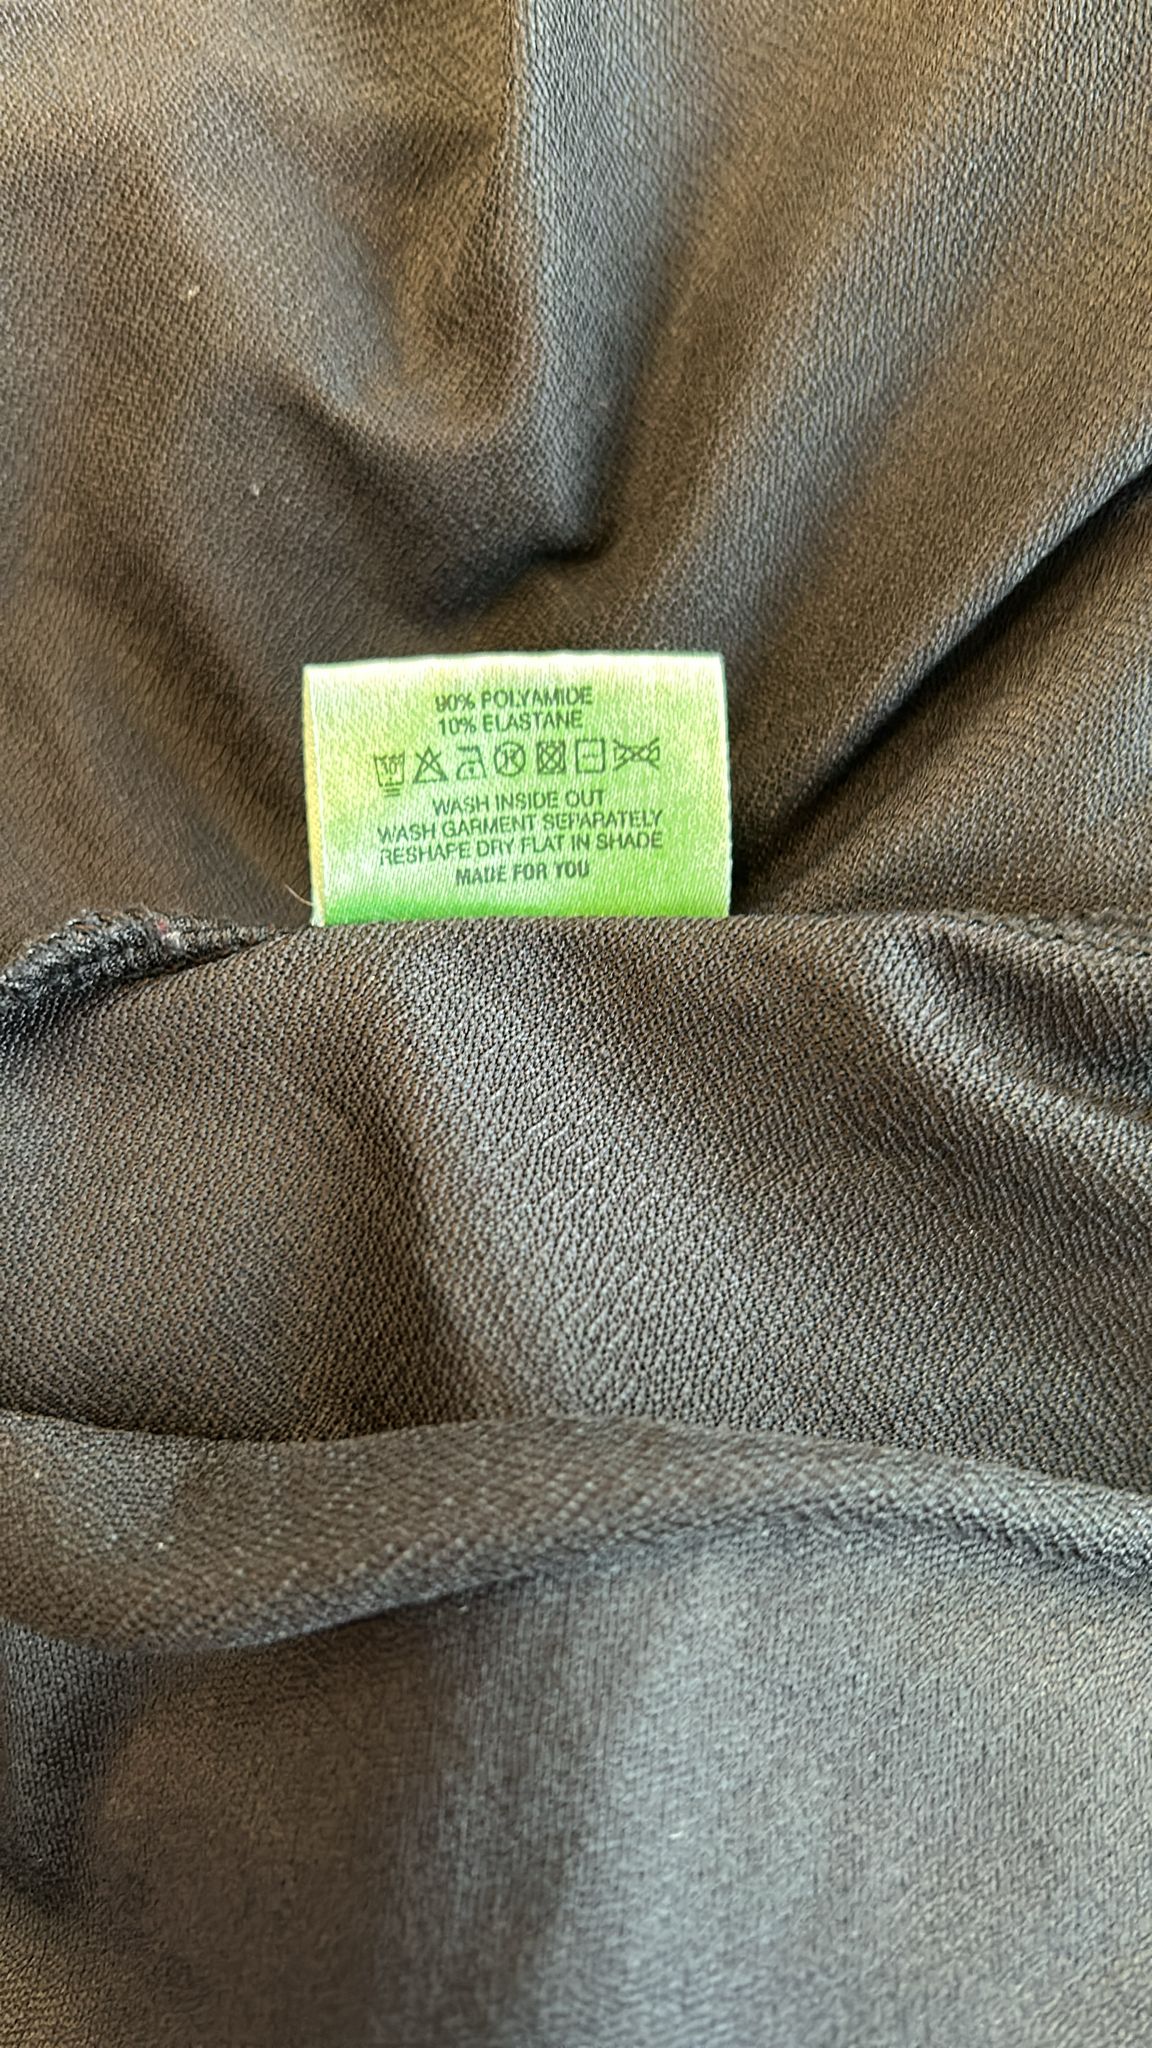 90% POLYAMIDE
10% ELASTANE
WASH INSIDE OUT
WASH GARMENT SEPARATELY
RESHAPE DRY FLAT IN SHADE
MADE FOR YOU